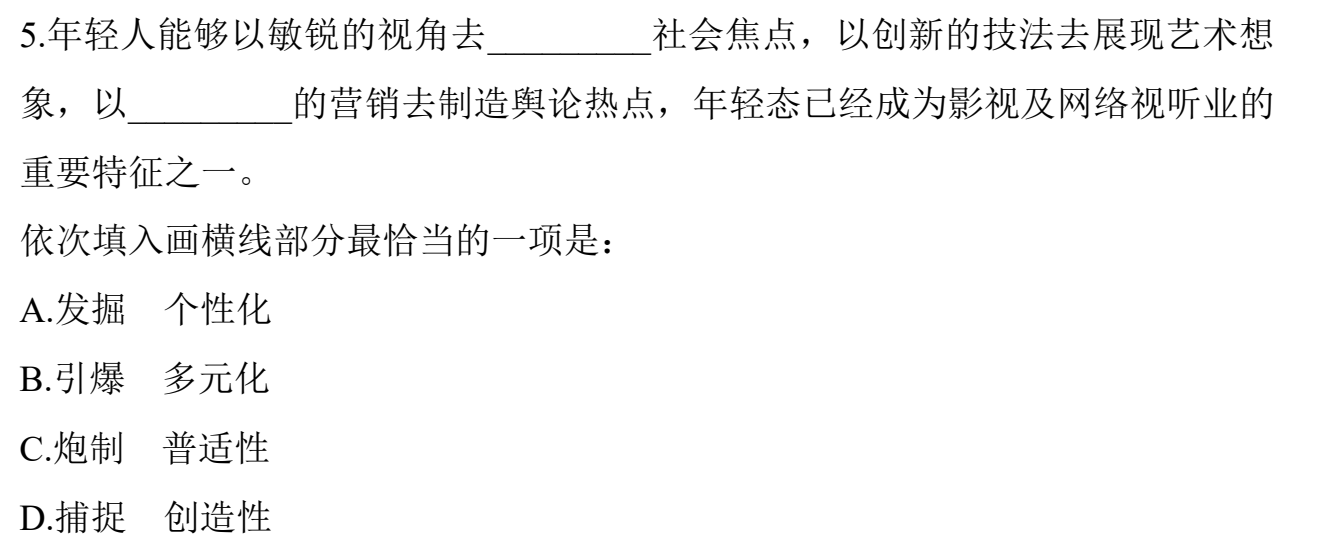 5.年轻人能够以敏锐的视角去_________社会焦点，以创新的技法去展现艺术想
象，以_________的营销去制造舆论热点，年轻态已经成为影视及网络视听业的
重要特征之一。
依次填入画横线部分最恰当的一项是：
A.发掘　个性化
B.引爆　多元化
C.炮制　普适性
D.捕捉　创造性